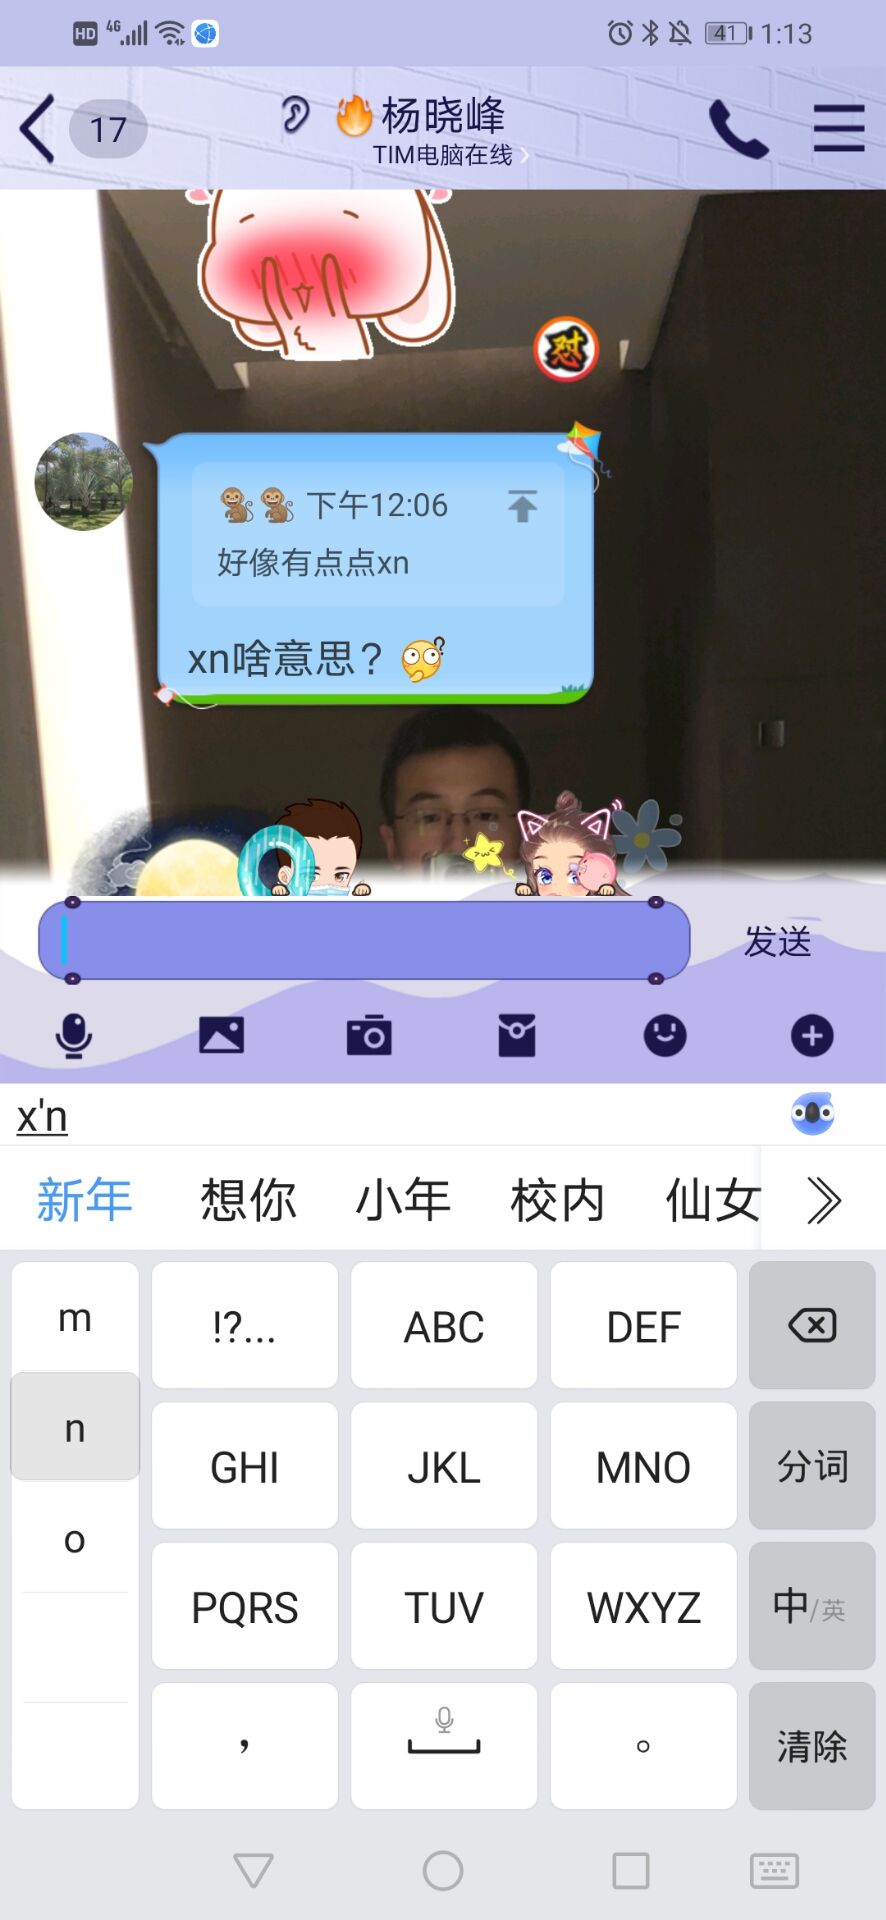 HD 4G 41 1:13
17 杨晓峰
TIM电脑在线
怼
下午12:06
好像有点点xn
xn啥意思？
发送
x'n
新年 想你 小年 校内 仙女
m !?... ABC DEF
n GHI JKL MNO 分词
o PQRS TUV WXYZ 中/英
， 。 清除